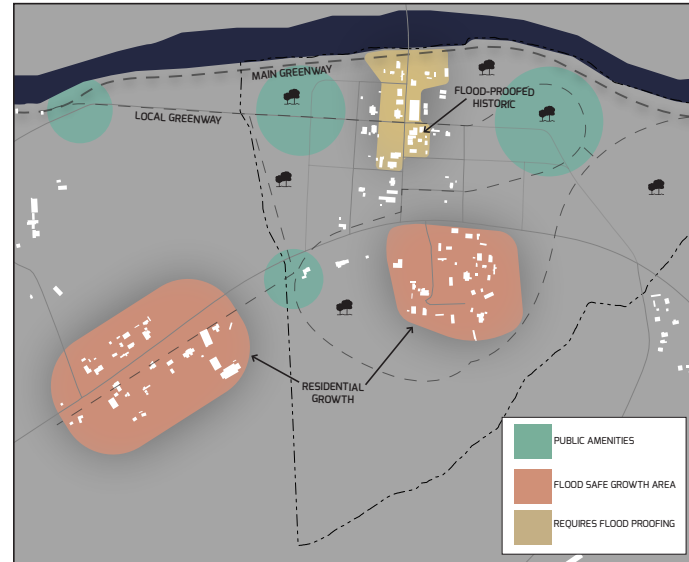 MAIN GREENWAY
LOCAL GREENWAY
FLOOD-PROOFED
HISTORIC
RESIDENTIAL
GROWTH
PUBLIC AMENITIES
FLOOD SAFE GROWTH AREA
REQUIRES FLOOD PROOFING